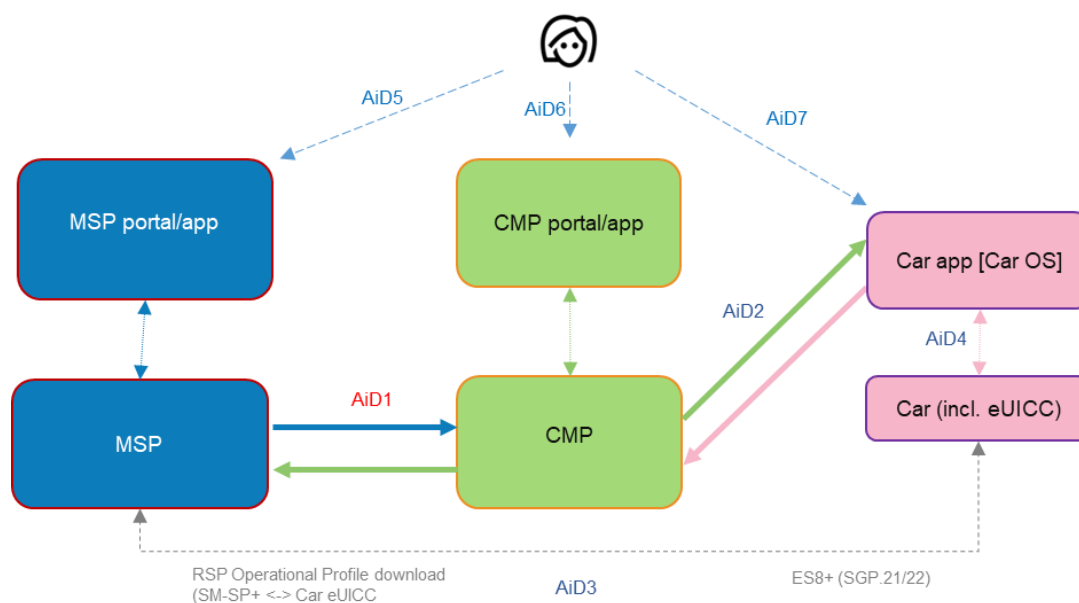 AiD5
AiD6
AiD7
MSP portal/app
CMP portal/app
Car app [Car OS]
AiD2
AiD4
AiD1
MSP
CMP
Car (incl. eUICC)
RSP Operational Profile download
(SM-SP+ <-> Car eUICC
AiD3
ES8+ (SGP.21/22)